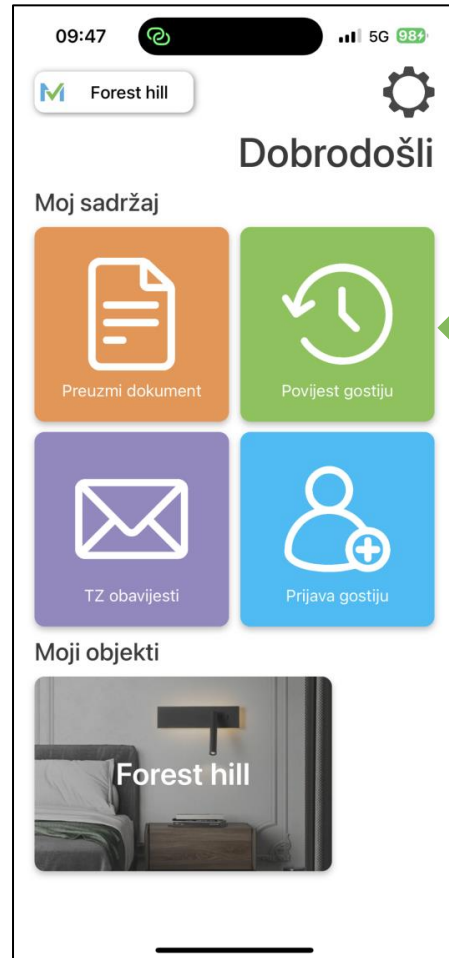 09:47 5G 98
Forest hill
Dobrodošli
Moj sadržaj
Preuzmi dokument Povijest gostiju
TZ obavijesti Prijava gostiju
Moji objekti
Forest hill